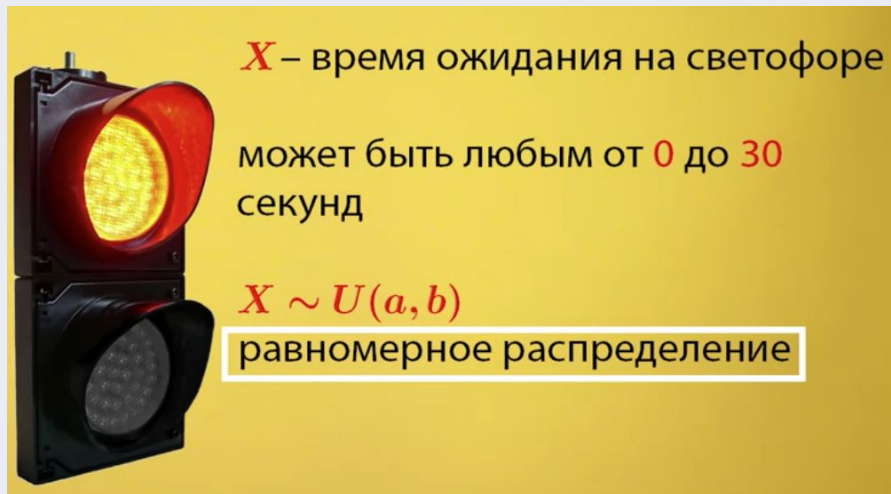 X – время ожидания на светофоре
может быть любым от 0 до 30
секунд
X ~ U(a, b)
равномерное распределение